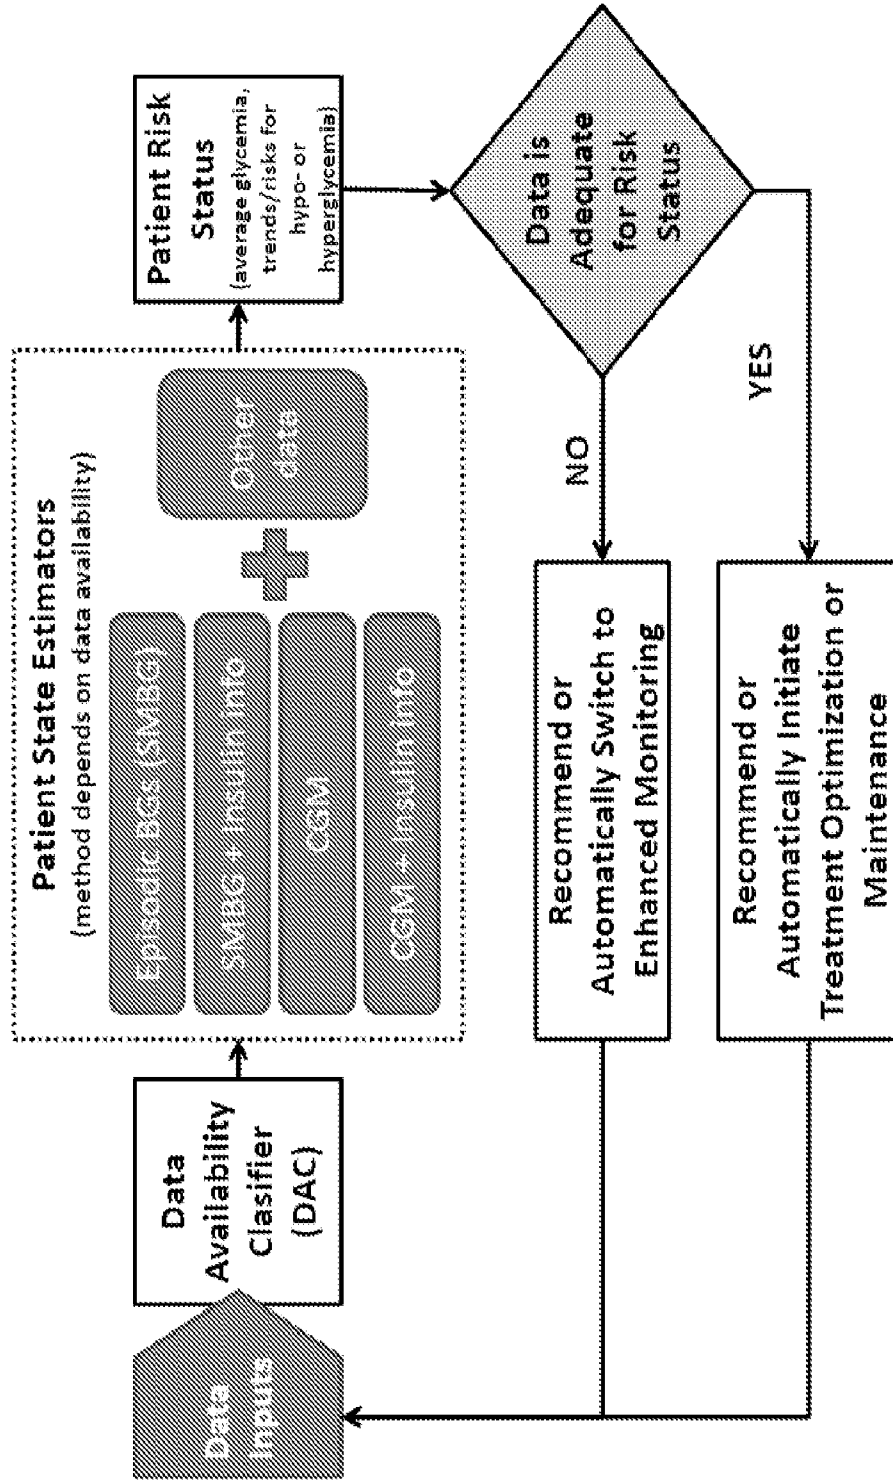 Data
Inputs
Data
Availability
Clasifier
(DAC)
Patient State Estimators
(method depends on data availability)
Episodic BGs (SMBG)
SMBG + Insulin Info
CGM
CGM + Insulin Info
Other
data
Patient Risk
Status
(average glycemia,
trends/risks for
hypo- or
hyperglycemia)
Data is
Adequate
for Risk
Status
NO
YES
Recommend or
Automatically Switch to
Enhanced Monitoring
Recommend or
Automatically Initiate
Treatment Optimization or
Maintenance